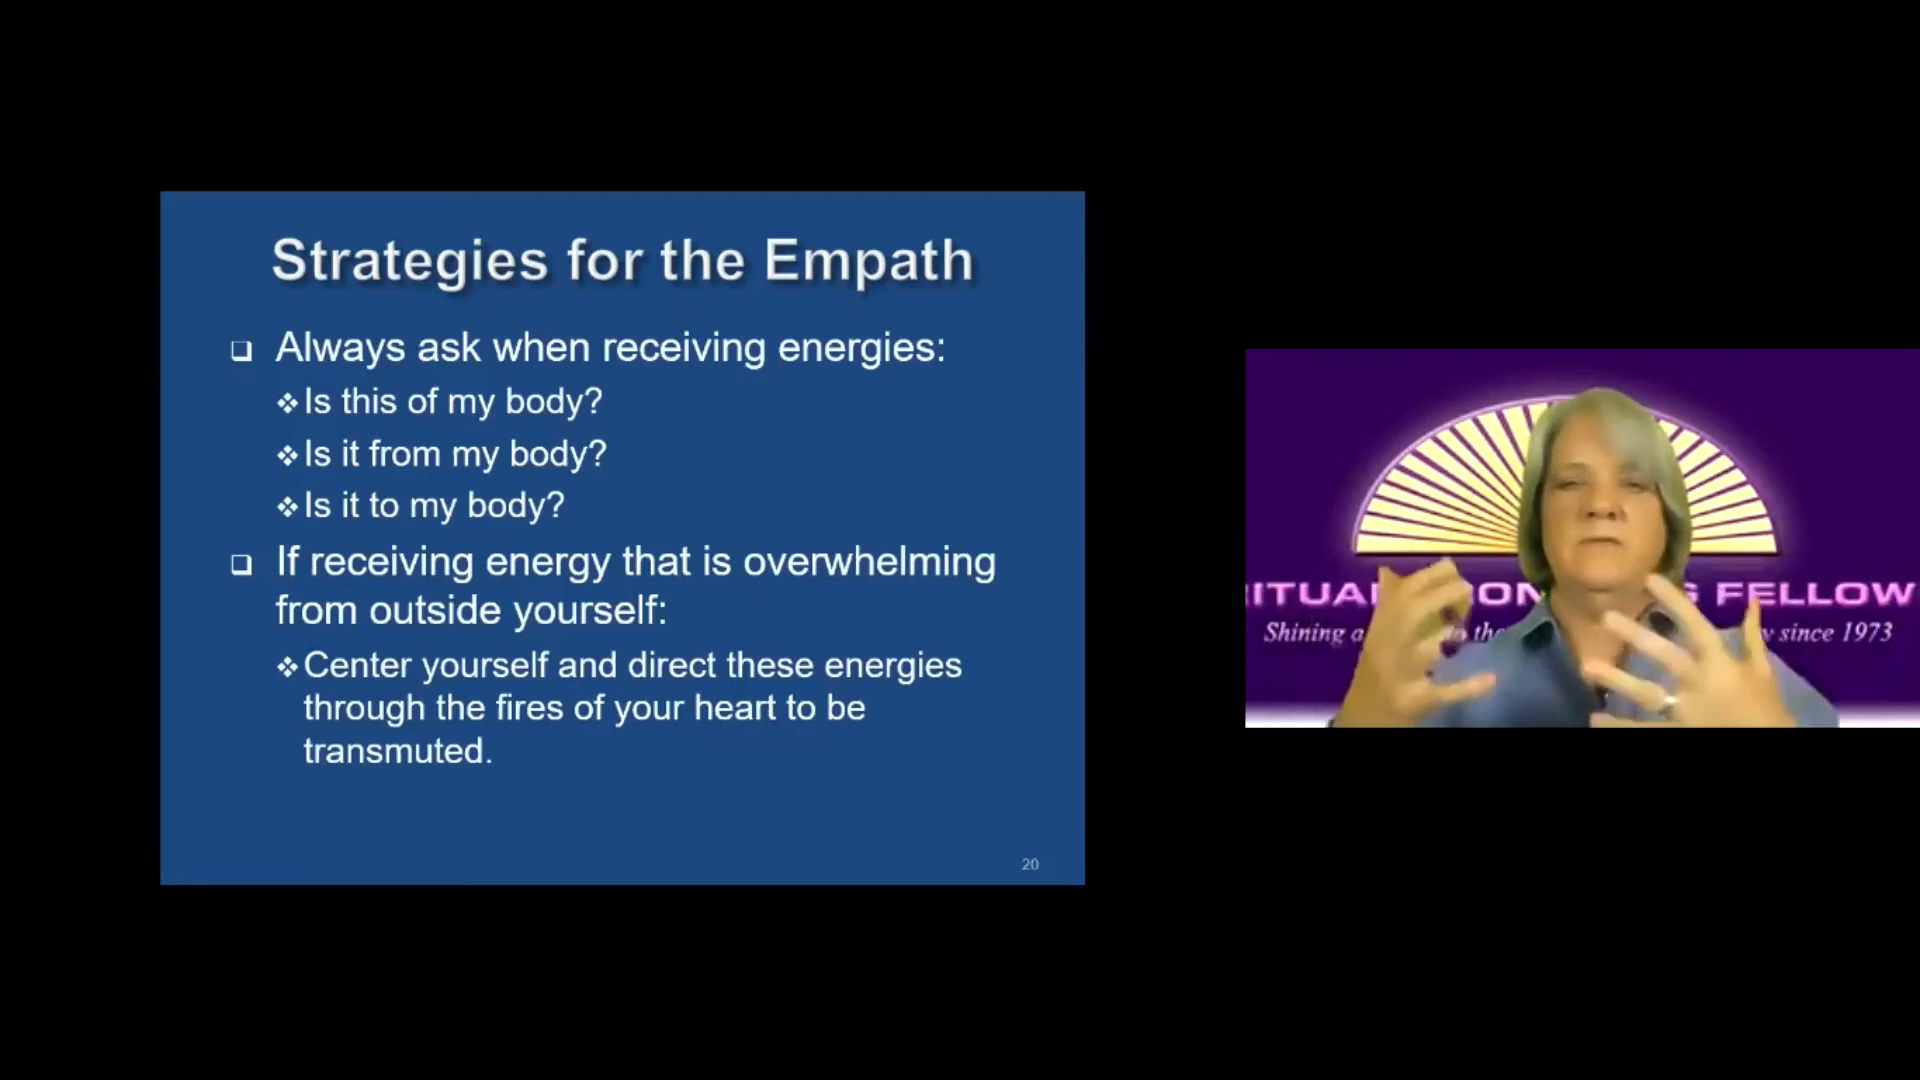 Strategies for the Empath
Always ask when receiving energies:
Is this of my body?
Is it from my body?
Is it to my body?
If receiving energy that is overwhelming
from outside yourself:
Center yourself and direct these energies
through the fires of your heart to be
transmuted.
20
FELLOW
Shining since 1973